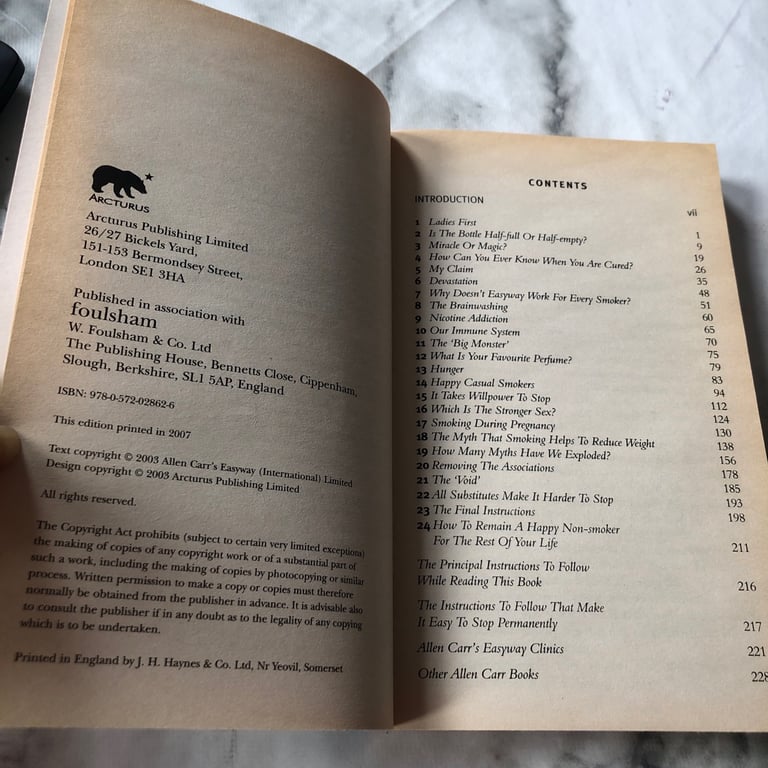 ARCTURUS
Arcturus Publishing Limited
26/27 Bickels Yard,
151-153 Bermondsey Street,
London SE1 3HA
Published in association with
foulsham
W. Foulsham & Co. Ltd
The Publishing House, Bennetts Close, Cippenham,
Slough, Berkshire, SL1 5AP, England
ISBN: 978-0-572-02862-6
This edition printed in 2007
Text copyright © 2003 Allen Carr's Easyway (International) Limited
Design copyright © 2003 Arcturus Publishing Limited
All rights reserved.
The Copyright Act prohibits (subject to certain very limited exceptions)
the making of copies of any copyright work or of a substantial part of
such a work, including the making of copies by photocopying or similar
process. Written permission to make a copy or copies must therefore
normally be obtained from the publisher in advance. It is advisable also
to consult the publisher if in any doubt as to the legality of any copying
which is to be undertaken.
Printed in England by J. H. Haynes & Co. Ltd, Nr Yeovil, Somerset
CONTENTS
INTRODUCTION vii
1 Ladies First 1
2 Is The Bottle Half-full Or Half-empty? 9
3 Miracle Or Magic? 19
4 How Can You Ever Know When You Are Cured? 26
5 My Claim 35
6 Devastation 48
7 Why Doesn't Easyway Work For Every Smoker? 51
8 The Brainwashing 60
9 Nicotine Addiction 65
10 Our Immune System 70
11 The 'Big Monster' 75
12 What Is Your Favourite Perfume? 79
13 Hunger 83
14 Happy Casual Smokers 94
15 It Takes Willpower To Stop 112
16 Which Is The Stronger Sex? 124
17 Smoking During Pregnancy 130
18 The Myth That Smoking Helps To Reduce Weight 138
19 How Many Myths Have We Exploded? 156
20 Removing The Associations 178
21 The 'Void' 185
22 All Substitutes Make It Harder To Stop 193
23 The Final Instructions 198
24 How To Remain A Happy Non-smoker
For The Rest Of Your Life 211
The Principal Instructions To Follow
While Reading This Book 216
The Instructions To Follow That Make
It Easy To Stop Permanently 217
Allen Carr's Easyway Clinics 221
Other Allen Carr Books 228